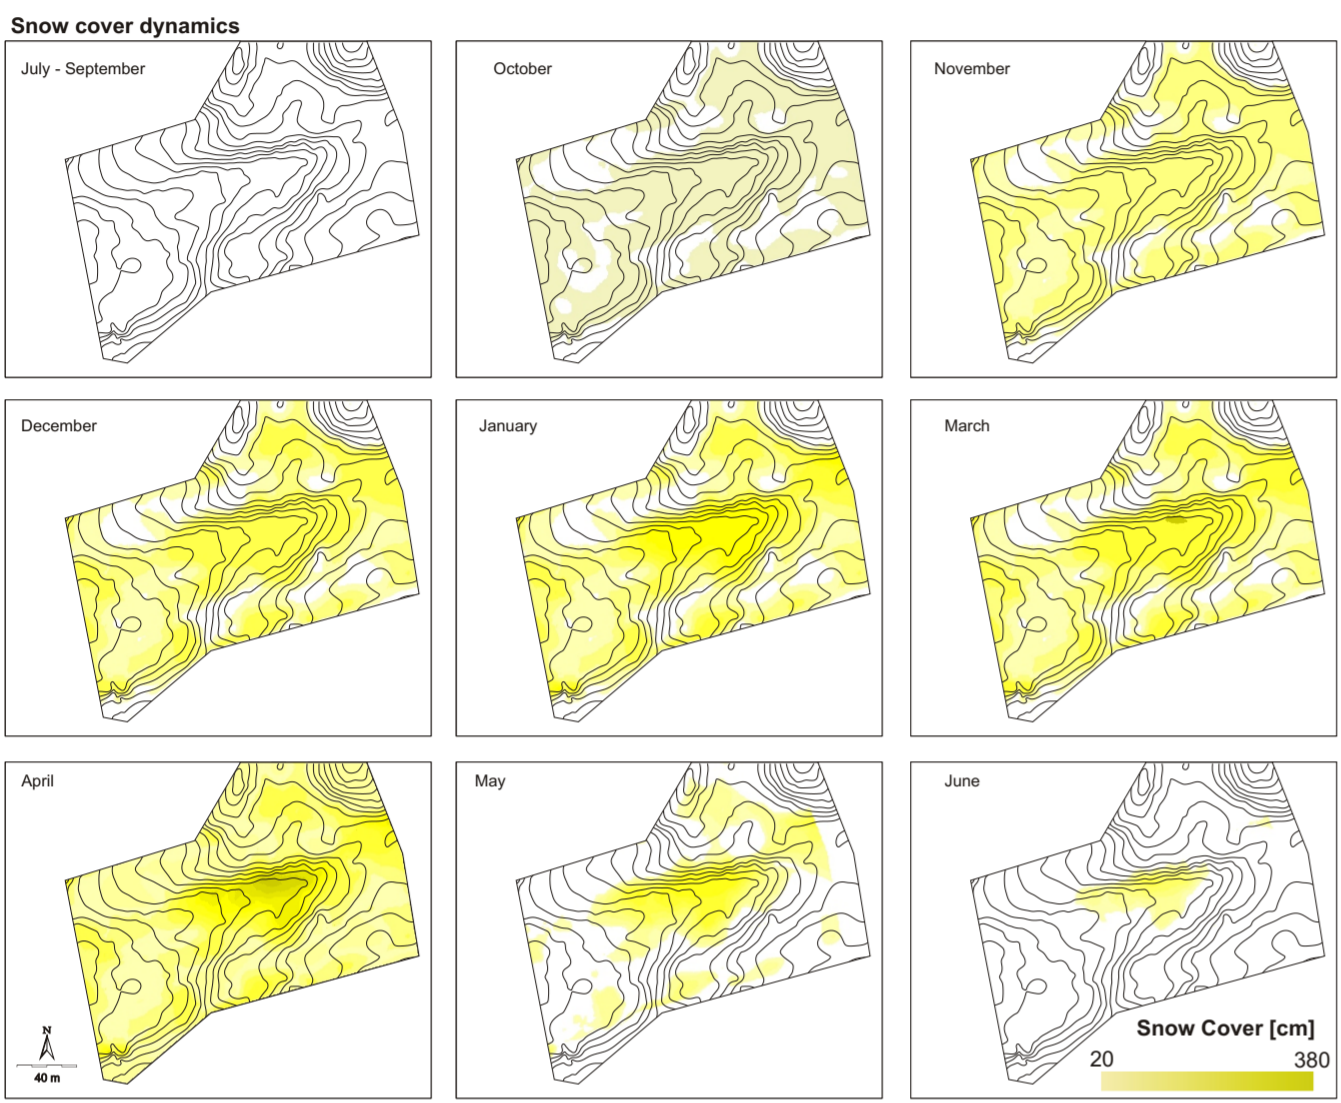 Snow cover dynamics
July - September
October
November
December
January
March
April
May
June
N
40 m
Snow Cover [cm]
20 380